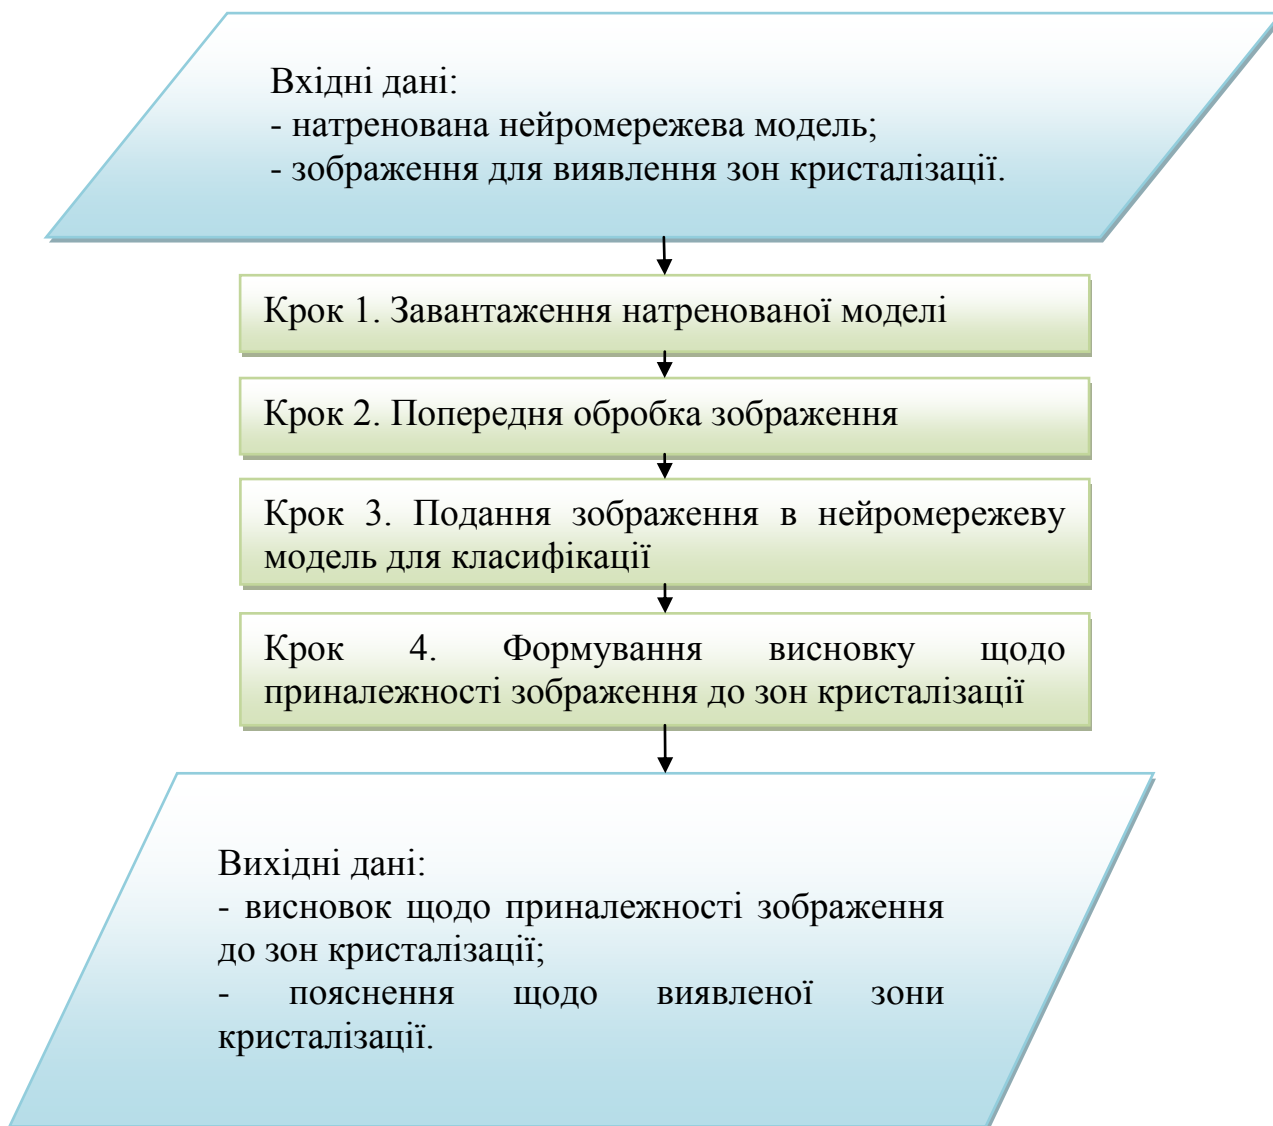 Вхідні дані:
- натренована нейромережева модель;
- зображення для виявлення зон кристалізації.
Крок 1. Завантаження натренованої моделі
Крок 2. Попередня обробка зображення
Крок 3. Подання зображення в нейромережеву
модель для класифікації
Крок 4. Формування висновку щодо
приналежності зображення до зон кристалізації
Вихідні дані:
- висновок щодо приналежності зображення
до зон кристалізації;
- пояснення щодо виявленої зони
кристалізації.